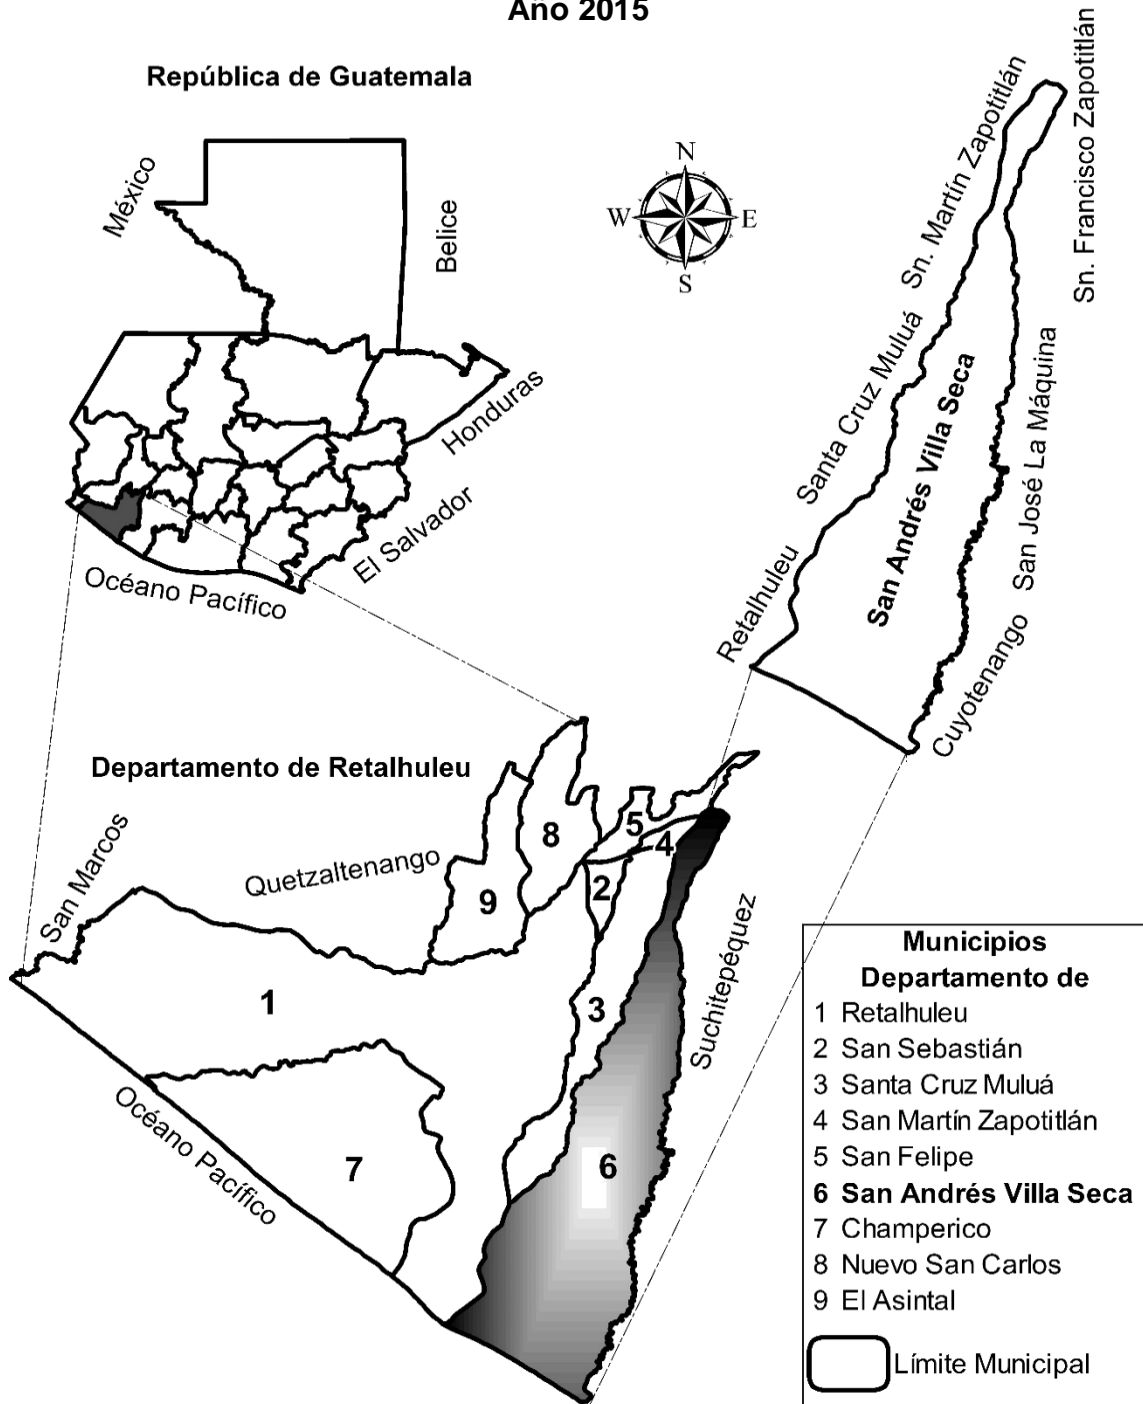 Año 2015
República de Guatemala
México
Belice
Honduras
El Salvador
Océano Pacífico
N
W
E
S
Sn. Martín Zapotitlán
Sn. Francisco Zapotitlán
Santa Cruz Muluá
San José La Máquina
San Andrés Villa Seca
Retalhuleu
Cuyotenango
Departamento de Retalhuleu
San Marcos
Quetzaltenango
Suchitepéquez
Océano Pacífico
5
8
4
2
9
1
3
7
6
Municipios
Departamento de
1 Retalhuleu
2 San Sebastián
3 Santa Cruz Muluá
4 San Martín Zapotitlán
5 San Felipe
6 San Andrés Villa Seca
7 Champerico
8 Nuevo San Carlos
9 El Asintal
Límite Municipal